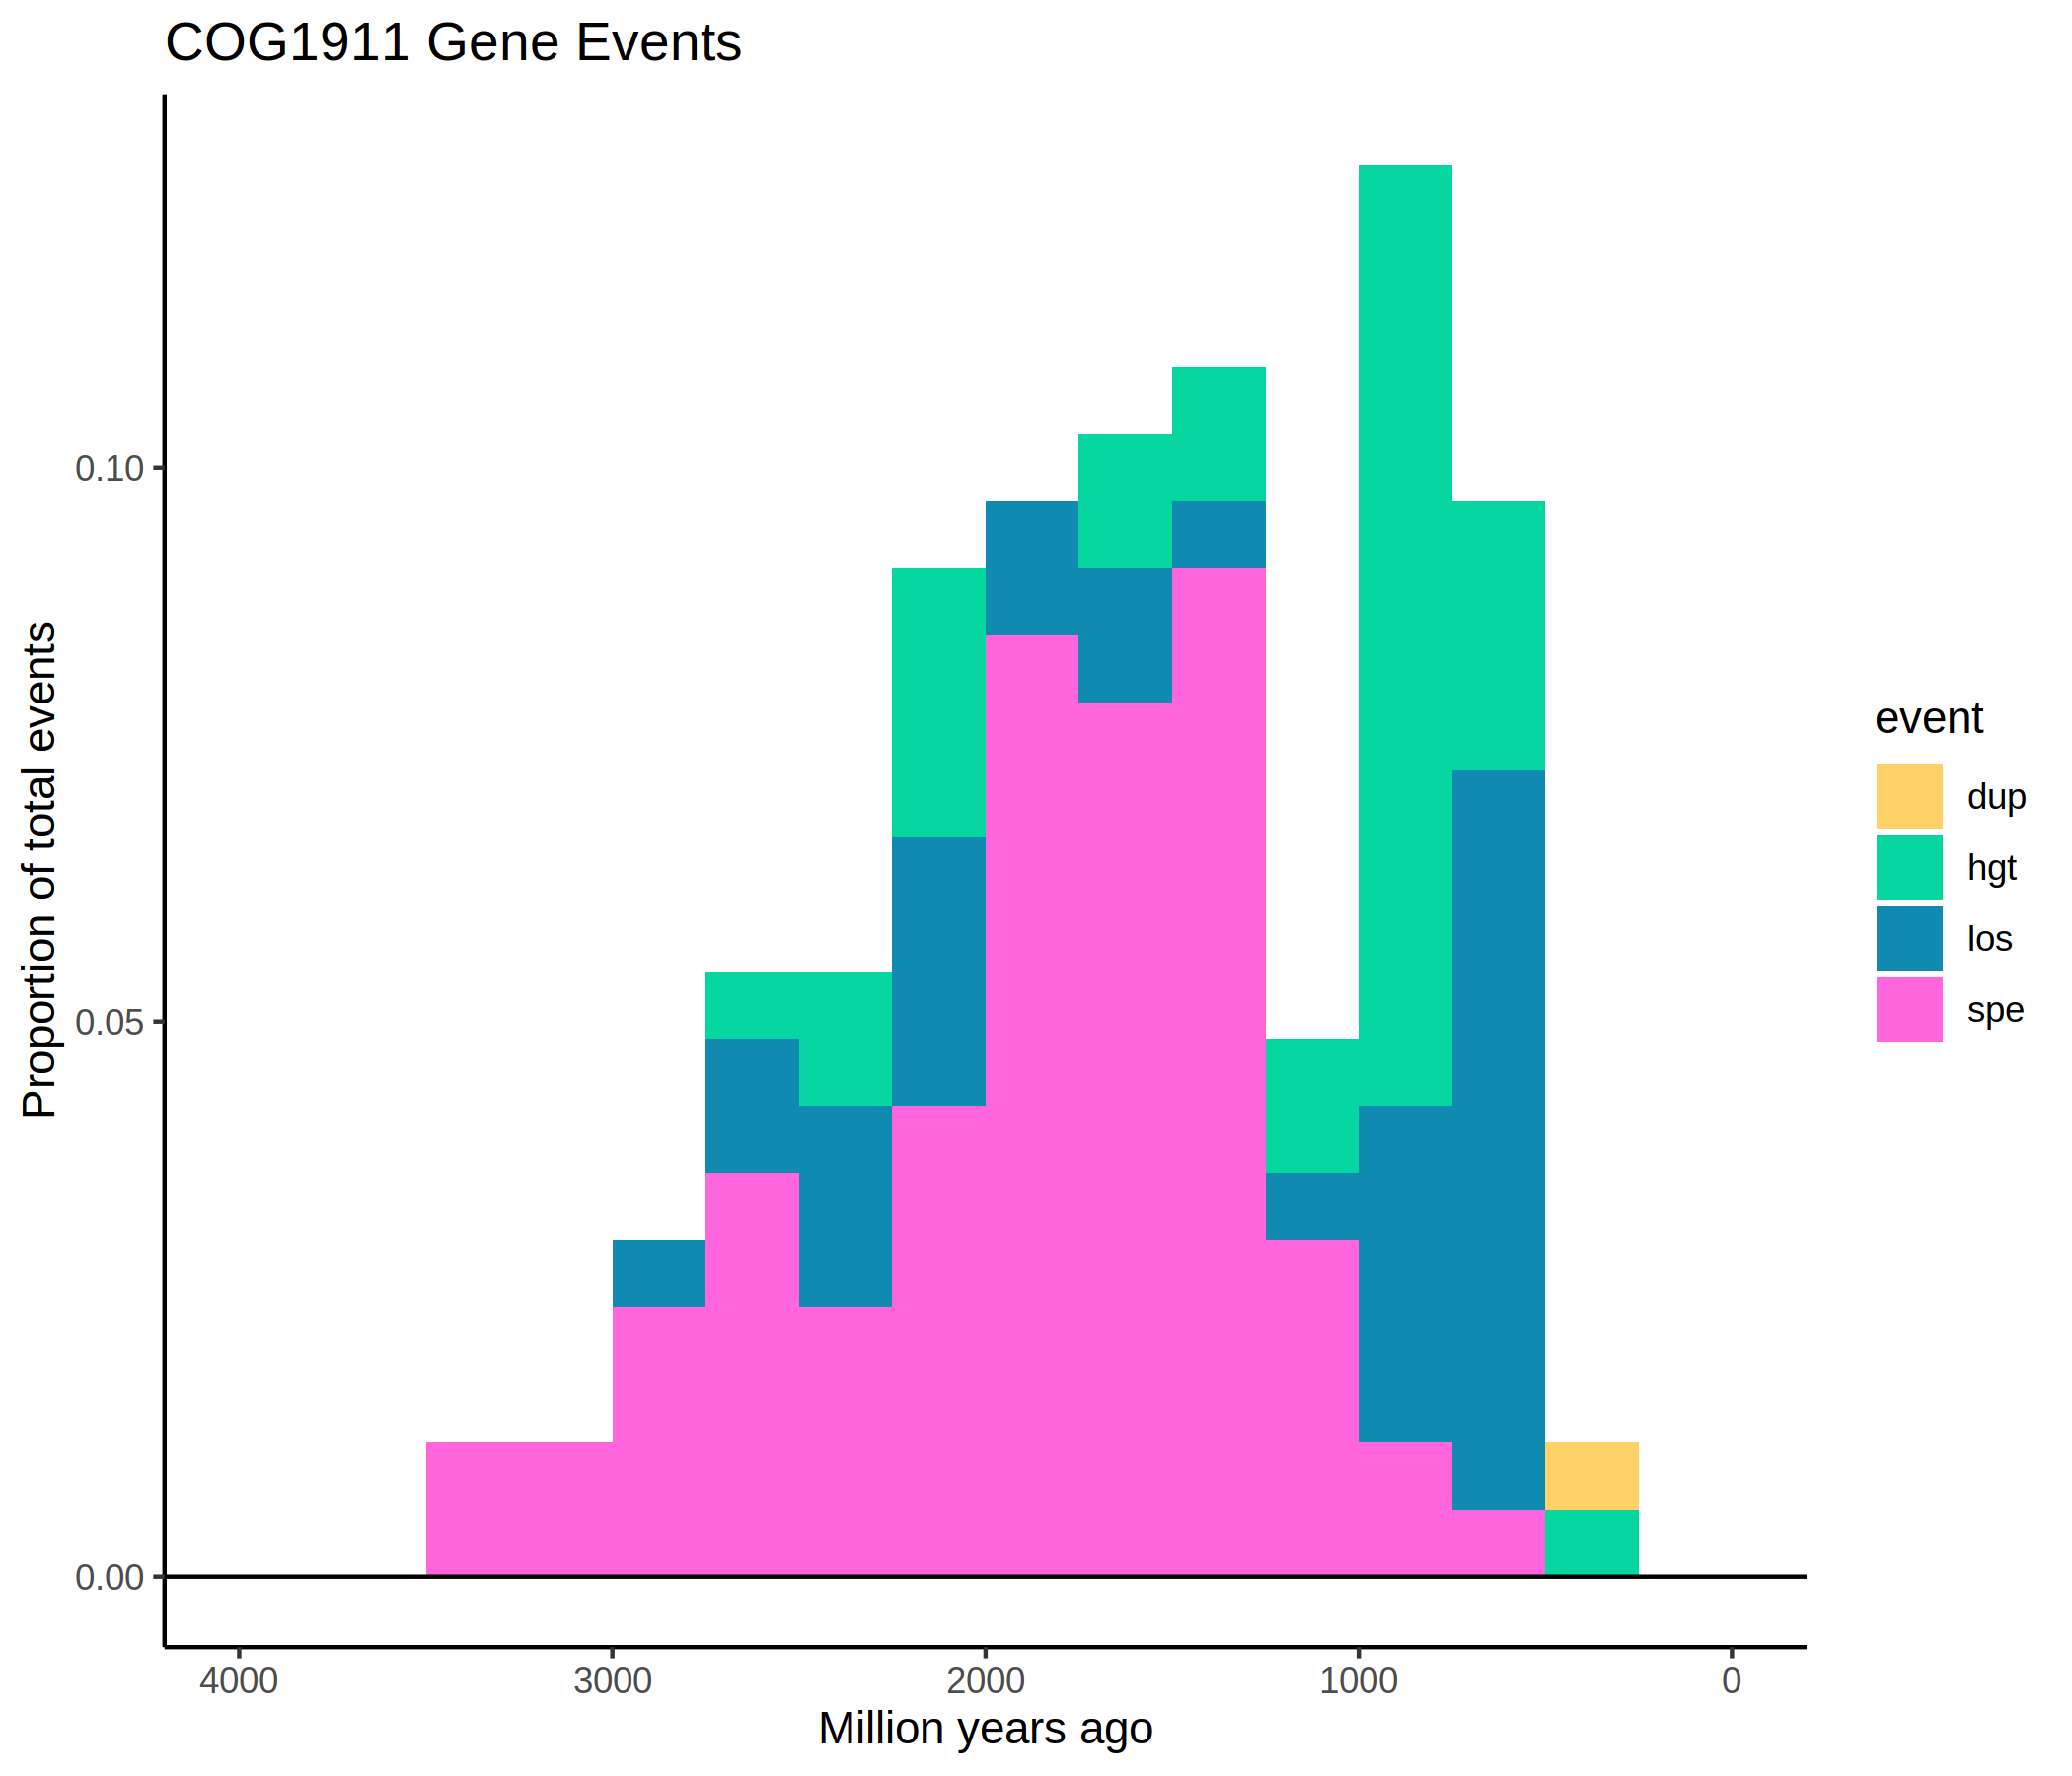 COG1911 Gene Events
Proportion of total events
0.10
0.05
0.00
4000 3000 2000 1000 0
Million years ago
event
dup
hgt
los
spe